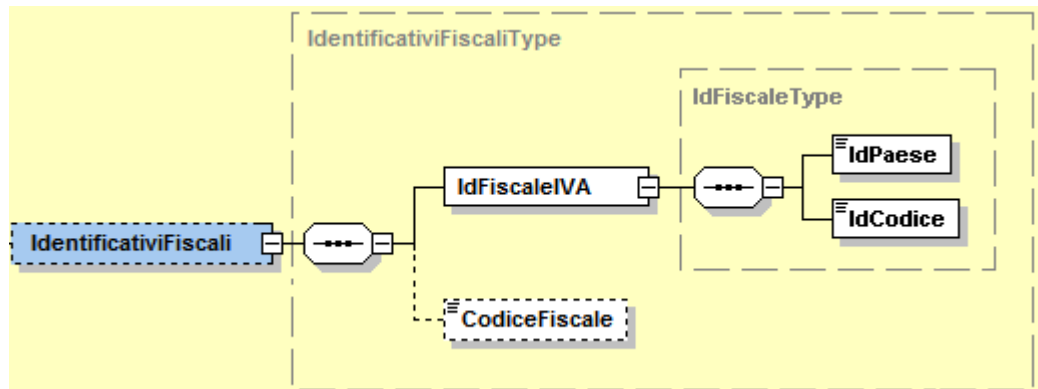 IdentificativiFiscaliType
IdFiscaleType
IdPaese
IdFiscaleIVA
IdCodice
IdentificativiFiscali
CodiceFiscale